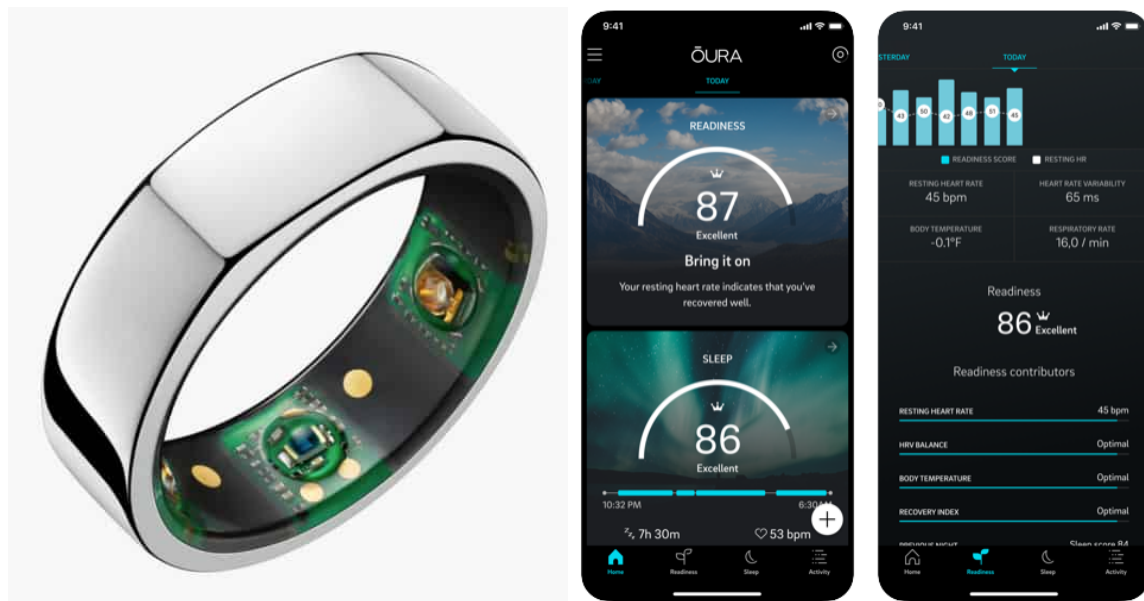 9:41
ŌURA
DAY
TODAY
READINESS
87
Excellent
Bring it on
Your resting heart rate indicates that you've
recovered well.
SLEEP
86
Excellent
10:32 PM
6:30
7h 30m
53 bpm
Home
Readiness
Sleep
Activity
9:41
STERDAY
TODAY
43
50
42
48
51
45
READINESS SCORE
RESTING HR
RESTING HEART RATE
45 bpm
HEART RATE VARIABILITY
65 ms
BODY TEMPERATURE
-0.1°F
RESPIRATORY RATE
16,0 / min
Readiness
86 Excellent
Readiness contributors
RESTING HEART RATE 45 bpm
HRV BALANCE Optimal
BODY TEMPERATURE Optimal
RECOVERY INDEX Optimal
PREVIOUS NIGHT Sleep score 84
Home
Readiness
Sleep
Activity